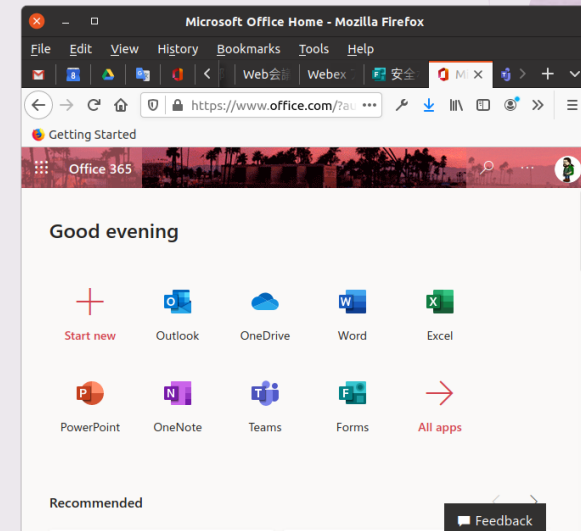 Microsoft Office Home - Mozilla Firefox
File Edit View History Bookmarks Tools Help
Web会 Webex 安全 M
https://www.office.com/?au
Getting Started
Office 365
Good evening
Start new Outlook OneDrive Word Excel
PowerPoint OneNote Teams Forms All apps
Recommended
Feedback